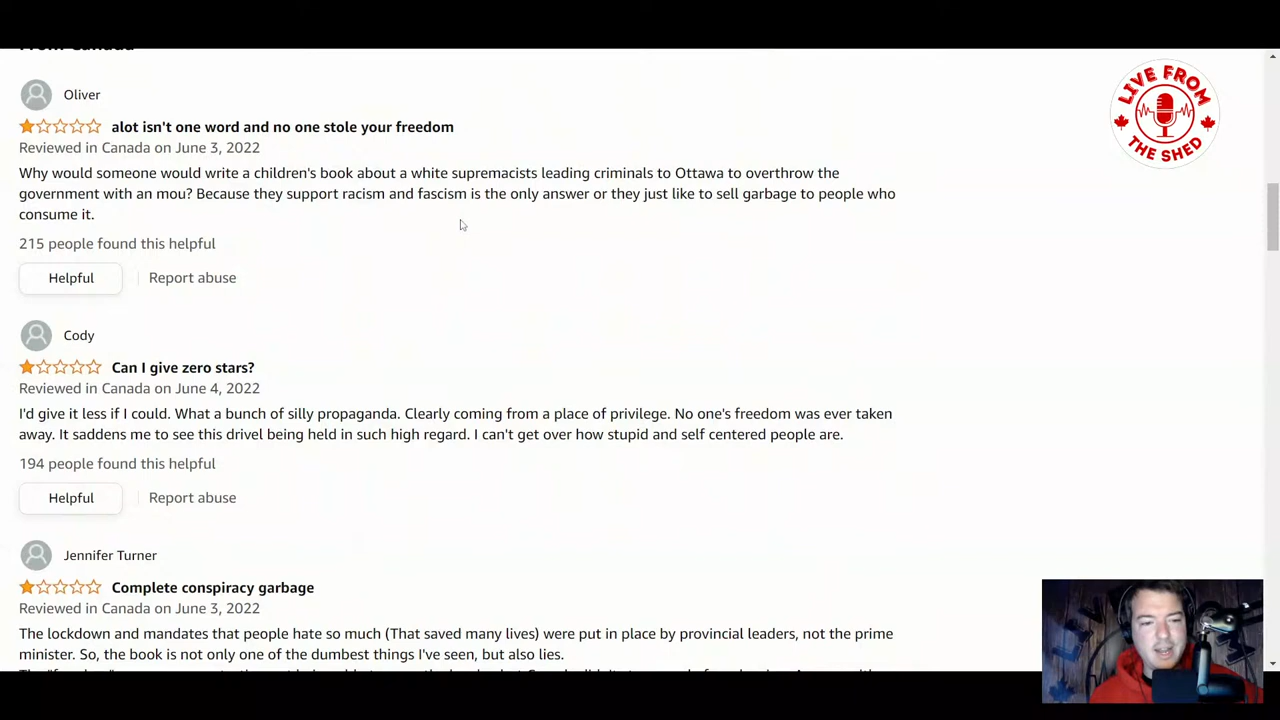 From Canada
LIVE FROM
THE SHED
Oliver
alot isn't one word and no one stole your freedom
Reviewed in Canada on June 3, 2022
Why would someone would write a children's book about a white supremacists leading criminals to Ottawa to overthrow the
government with an mou? Because they support racism and fascism is the only answer or they just like to sell garbage to people who
consume it.
215 people found this helpful
Helpful
Report abuse
Cody
Can I give zero stars?
Reviewed in Canada on June 4, 2022
I'd give it less if I could. What a bunch of silly propaganda. Clearly coming from a place of privilege. No one's freedom was ever taken
away. It saddens me to see this drivel being held in such high regard. I can't get over how stupid and self centered people are.
194 people found this helpful
Helpful
Report abuse
Jennifer Turner
Complete conspiracy garbage
Reviewed in Canada on June 3, 2022
The lockdown and mandates that people hate so much (That saved many lives) were put in place by provincial leaders, not the prime
minister. So, the book is not only one of the dumbest things I've seen, but also lies.